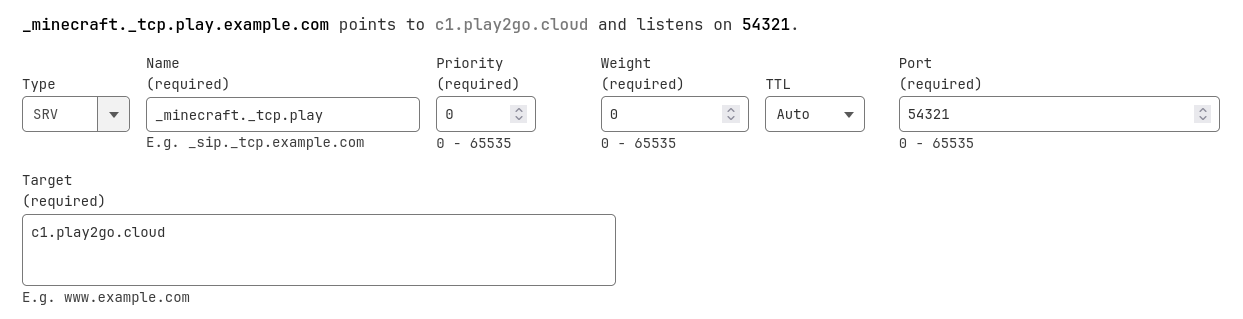 _minecraft._tcp.play.example.com points to c1.play2go.cloud and listens on 54321.
Type
Name
(required)
Priority
(required)
Weight
(required)
TTL
Port
(required)
SRV
_minecraft._tcp.play
0
0
Auto
54321
E.g. _sip._tcp.example.com
0 - 65535
0 - 65535
0 - 65535
Target
(required)
c1.play2go.cloud
E.g. www.example.com